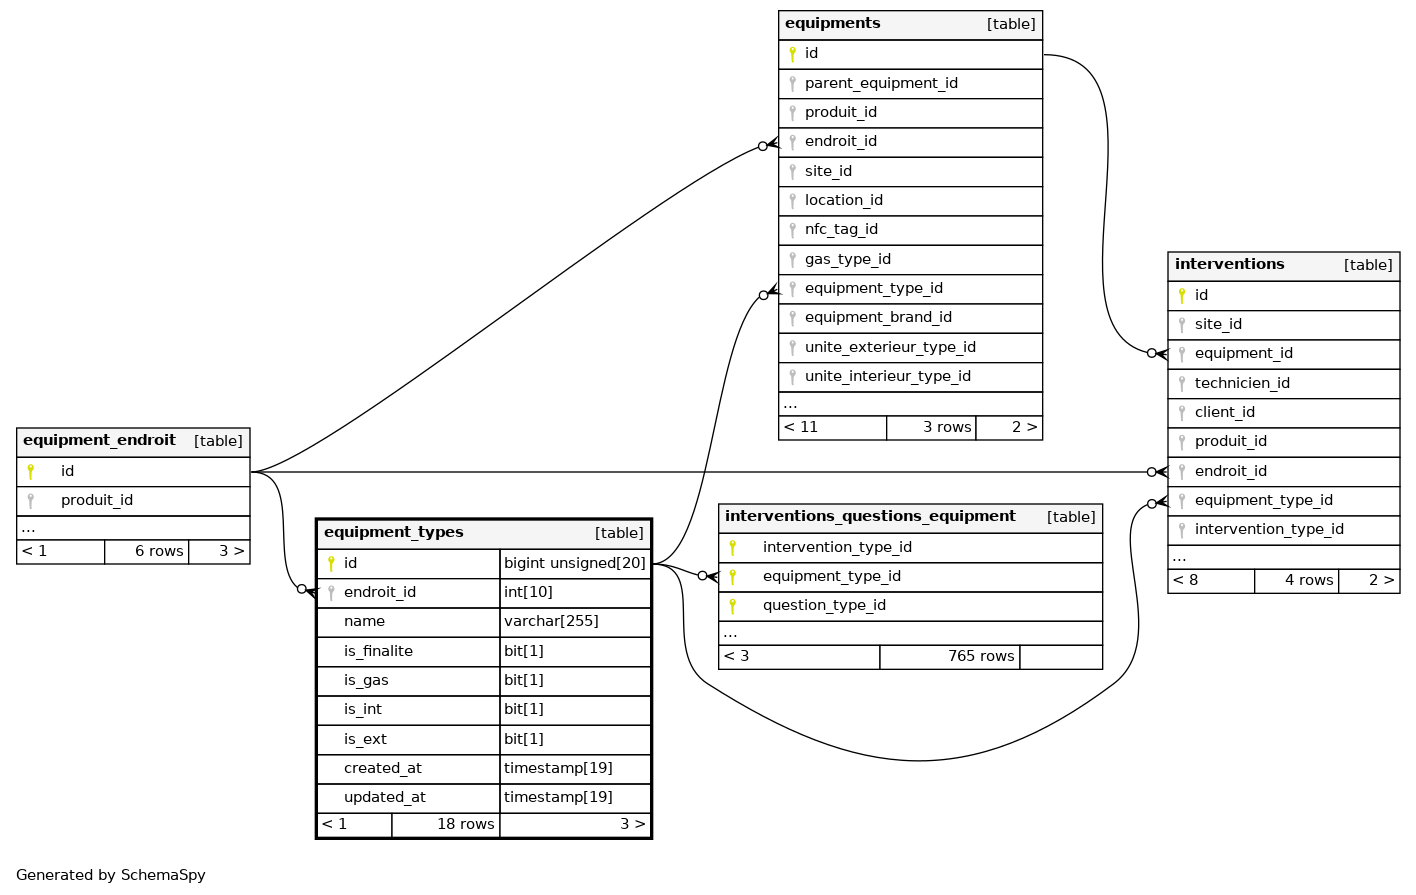 equipments [table]
id
parent_equipment_id
produit_id
endroit_id
site_id
location_id
nfc_tag_id
gas_type_id
equipment_type_id
equipment_brand_id
unite_exterieur_type_id
unite_interieur_type_id
...
< 11 3 rows 2 >
interventions [table]
id
site_id
equipment_id
technicien_id
client_id
produit_id
endroit_id
equipment_type_id
intervention_type_id
...
< 8 4 rows 2 >
equipment_endroit [table]
id
produit_id
...
< 1 6 rows 3 >
equipment_types [table]
id bigint unsigned[20]
endroit_id int[10]
name varchar[255]
is_finalite bit[1]
is_gas bit[1]
is_int bit[1]
is_ext bit[1]
created_at timestamp[19]
updated_at timestamp[19]
< 1 18 rows 3 >
interventions_questions_equipment [table]
intervention_type_id
equipment_type_id
question_type_id
...
< 3 765 rows
Generated by SchemaSpy